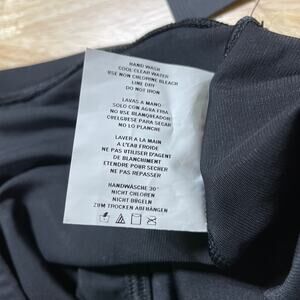 HAND WASH
COOL CLEAR WATER
USE NON CHLORINE BLEACH
LINE DRY
DO NOT IRON
LAVAS A MANO
SOLO CON AGUA FRIA
NO USE BLANQUEADOR
CUELGUESE PARA SEGAR
NO LO PLANCHE
LAVER A LA MAIN
A L'EAU FROIDE
NE PAS UTILISER D'AGENT
DE BLANCHIMENT
ETENDRE POUR SECHER
NE PAS REPASSER
HANDWÄSCHE 30°
NICHT CHLOREN
NICHT BÜGELN
ZUM TROCKEN ABHÄNGEN